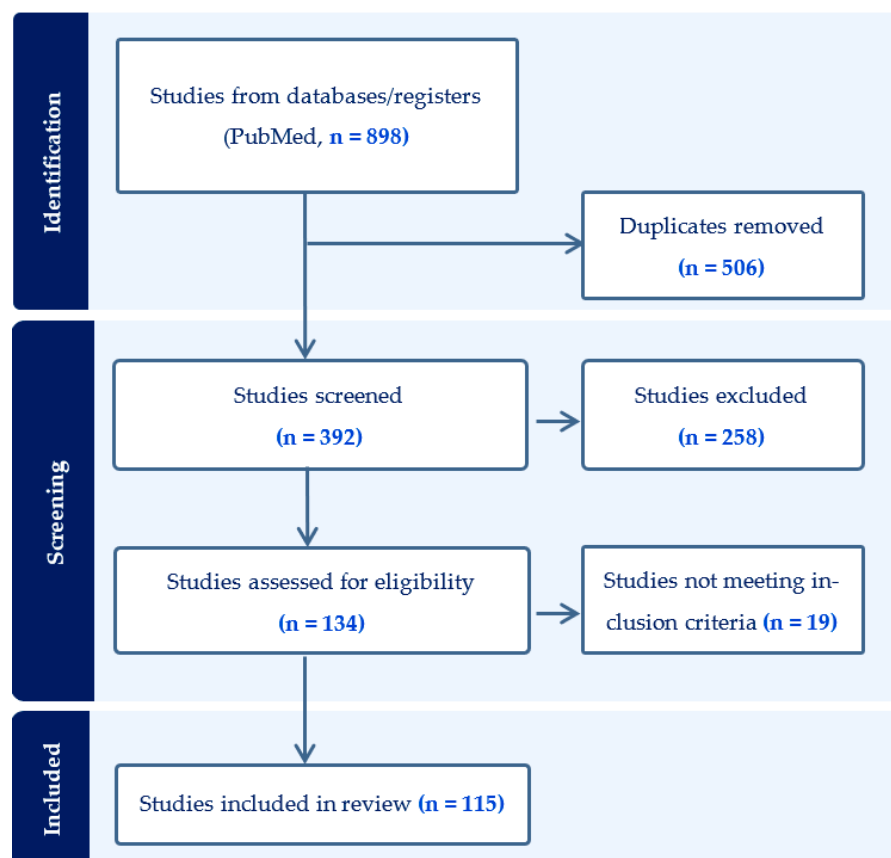 Identification
Studies from databases/registers
(PubMed, n = 898)
Duplicates removed
(n = 506)
Screening
Studies screened
(n = 392)
Studies excluded
(n = 258)
Studies assessed for eligibility
(n = 134)
Studies not meeting in-
clusion criteria (n = 19)
Included
Studies included in review (n = 115)